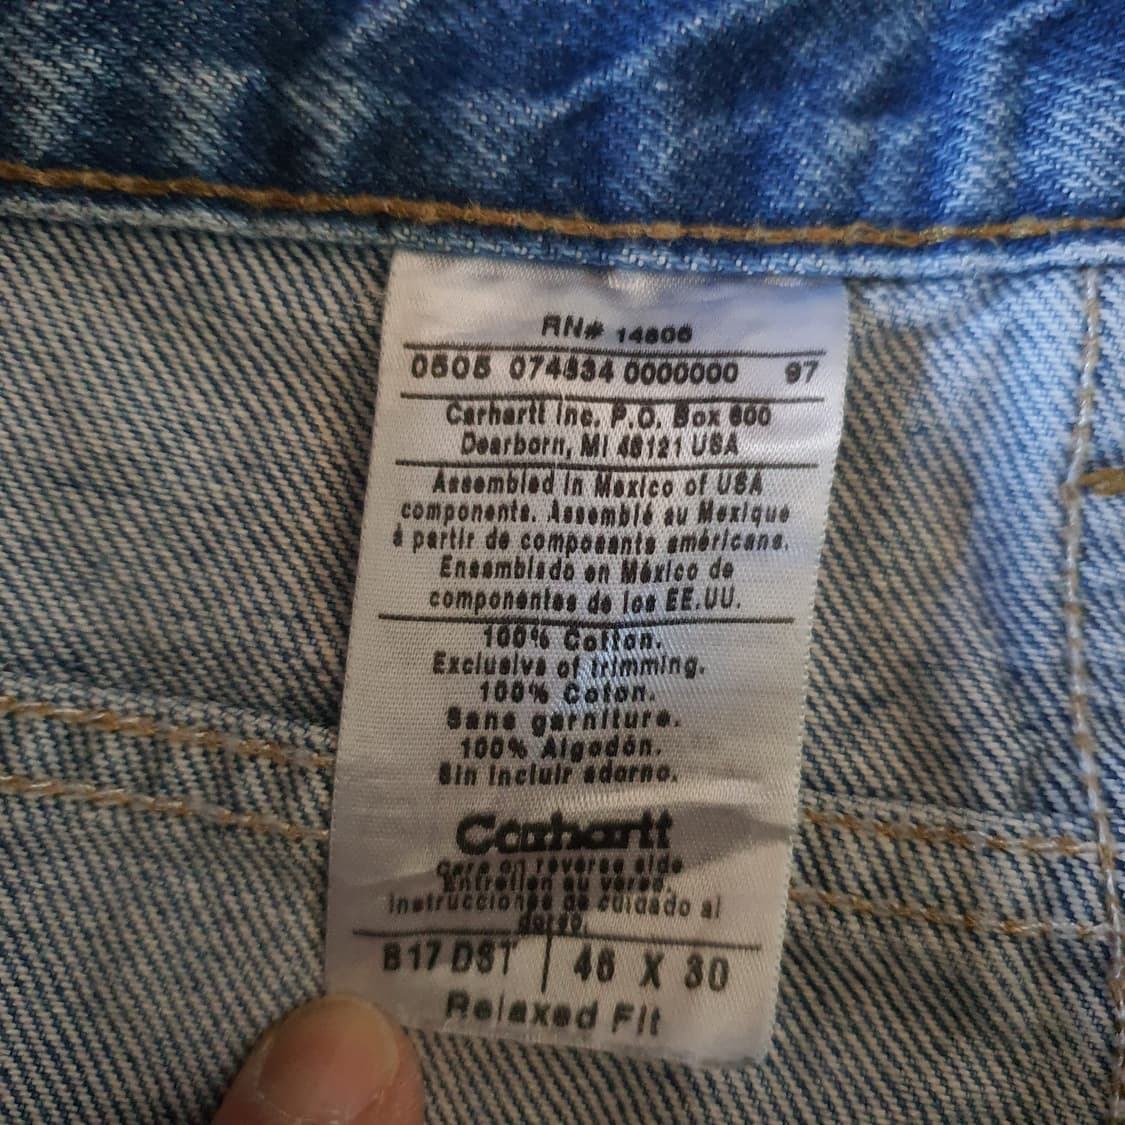 RN# 14806
0505 074334 0000000 97
Carhartt Inc. P.O. Box 600
Dearborn, MI 48121 USA
Assembled in Mexico of USA
components. Assemblé au Mexique
à partir de composants américans.
Ensamblado en México de
componentes de los EE.UU.
100% Cotton.
Exclusive of trimming.
100% Coton.
Sans garniture.
100% Algodón.
Sin incluir adorno.
Carhartt
Care on reverse side
Entretien au verso.
Instrucciones de cuidado al
dorso.
B17 DST 46 X 30
Relaxed Fit